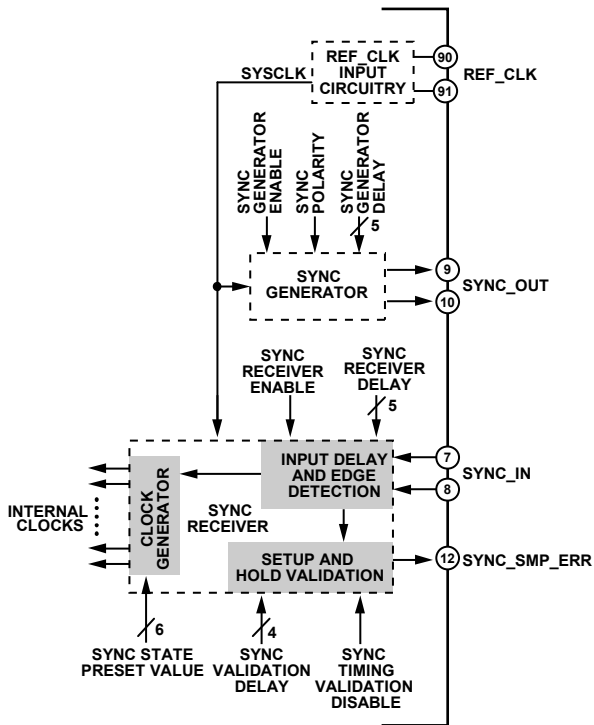 REF_CLK
INPUT
CIRCUITRY
90
91
REF_CLK
SYSCLK
SYNC
GENERATOR
ENABLE
SYNC
POLARITY
SYNC
GENERATOR
DELAY
5
SYNC
GENERATOR
9
10
SYNC_OUT
SYNC
RECEIVER
ENABLE
SYNC
RECEIVER
DELAY
5
INPUT DELAY
AND EDGE
DETECTION
7
8
SYNC_IN
CLOCK
GENERATOR
SYNC
RECEIVER
INTERNAL
CLOCKS
SETUP AND
HOLD VALIDATION
12
SYNC_SMP_ERR
6
SYNC STATE
PRESET VALUE
4
SYNC
VALIDATION
DELAY
SYNC
TIMING
VALIDATION
DISABLE